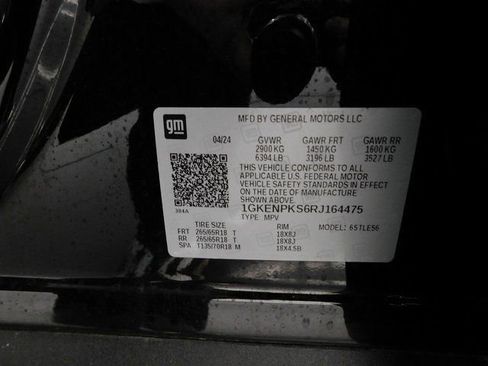 gm
MFD BY GENERAL MOTORS LLC
04/24 GVWR GAWR FRT GAWR RR
2900 KG 1450 KG 1600 KG
6394 LB 3196 LB 3527 LB
THIS VEHICLE CONFORMS TO ALL
APPLICABLE U.S. FEDERAL MOTOR
VEHICLE SAFETY STANDARDS IN EFFECT
ON THE DATE OF MANUFACTURE
SHOWN ABOVE.
384A 1GKENPKS6RJ164475
TYPE: MPV
TIRE SIZE RIM MODEL:
FRT 265/65R18 T 18X8J
RR 265/65R18 T 18X8J
SPA T135/70R18 M 18X4.5B